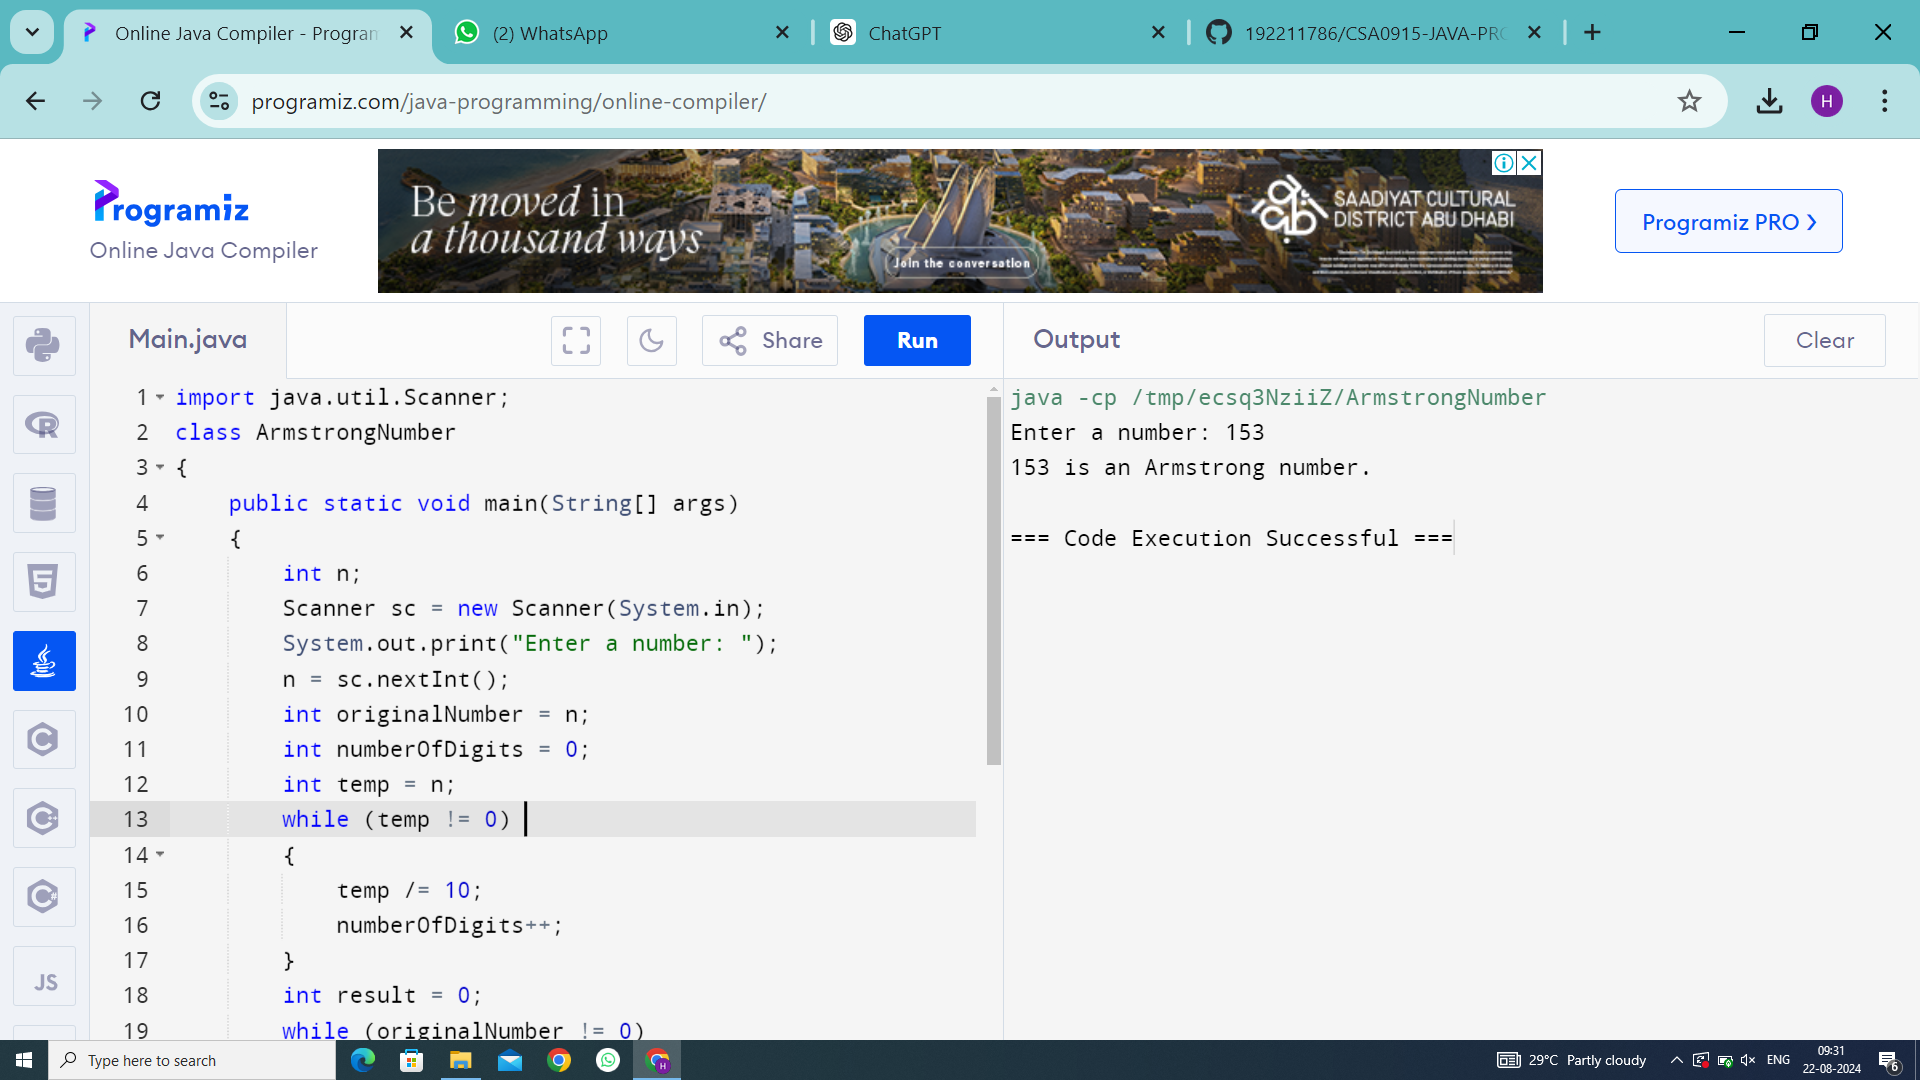 Online Java Compiler - Program
(2) WhatsApp
ChatGPT
192211786/CSA0915-JAVA-PRO
programiz.com/java-programming/online-compiler/
H
Programiz
Online Java Compiler
Be moved in
a thousand ways
Join the conversation
SAADIYAT CULTURAL
DISTRICT ABU DHABI
Programiz PRO
Main.java
Share
Run
Output
Clear
1 import java.util.Scanner;
2 class ArmstrongNumber
3 {
4 public static void main(String[] args)
5 {
6 int n;
7 Scanner sc = new Scanner(System.in);
8 System.out.print("Enter a number: ");
9 n = sc.nextInt();
10 int originalNumber = n;
11 int numberOfDigits = 0;
12 int temp = n;
13 while (temp != 0)
14 {
15 temp /= 10;
16 numberOfDigits++;
17 }
18 int result = 0;
19 while (originalNumber != 0)
java -cp /tmp/ecsq3NziiZ/ArmstrongNumber
Enter a number: 153
153 is an Armstrong number.
=== Code Execution Successful ===
JS
Type here to search
29°C Partly cloudy
ENG
09:31
22-08-2024
6